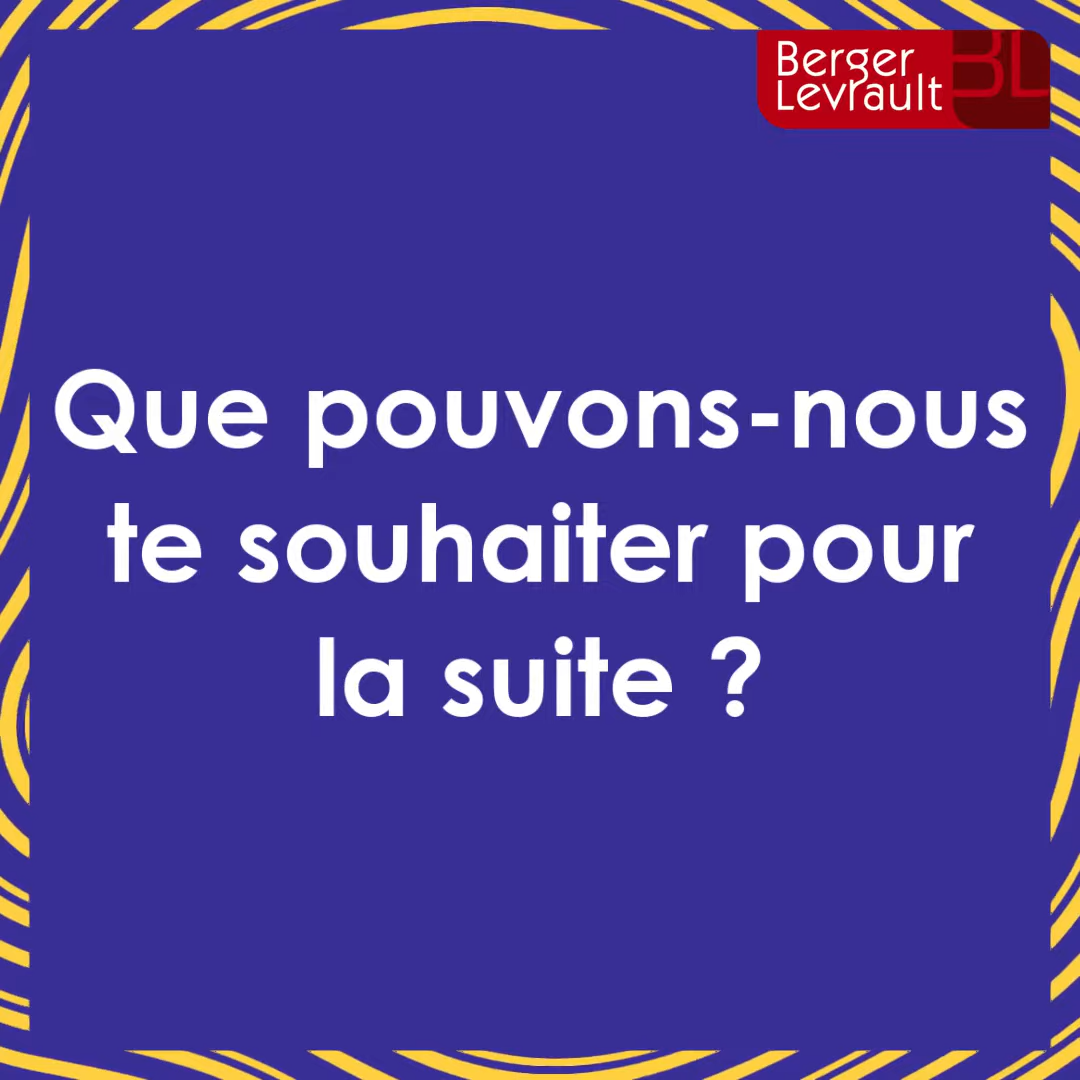 Berger
Levrault
BL
Que pouvons-nous
te souhaiter pour
la suite ?